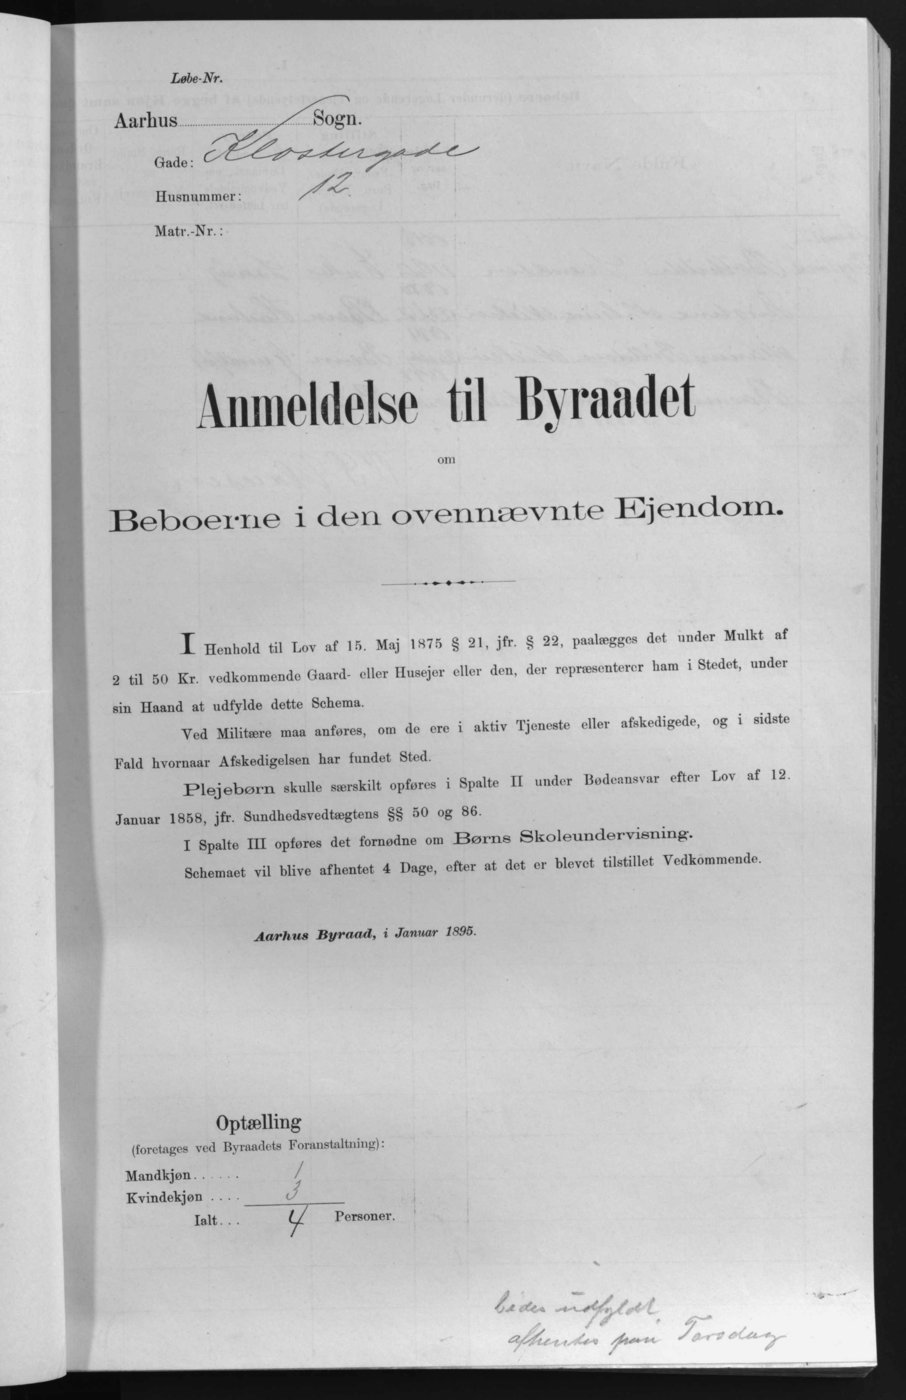 Løbe-Nr.
Aarhus Sogn.
Gade: Klostergade
Husnummer: 12.
Matr.-Nr.:
Anmeldelse til Byraadet
om
Beboerne i den ovennævnte Ejendom.
I Henhold til Lov af 15. Maj 1875 § 21, jfr. § 22, paalægges det under Mulkt af
2 til 50 Kr. vedkommende Gaard- eller Husejer eller den, der repræsenterer ham i Stedet, under
sin Haand at udfylde dette Schema.
Ved Militære maa anføres, om de ere i aktiv Tjeneste eller afskedigede, og i sidste
Fald hvornaar Afskedigelsen har fundet Sted.
Plejebørn skulle særskilt opføres i Spalte II under Bødeansvar efter Lov af 12.
Januar 1858, jfr. Sundhedsvedtægtens §§ 50 og 86.
I Spalte III opføres det fornødne om Børns Skoleundervisning.
Schemaet vil blive afhentet 4 Dage, efter at det er blevet tilstillet Vedkommende.
Aarhus Byraad, i Januar 1895.
Optælling
(foretages ved Byraadets Foranstaltning):
Mandkjøn...... 1
Kvindekjøn .... 3
Ialt... 4 Personer.
bedes udfyldt
afhentes paa Torsdag